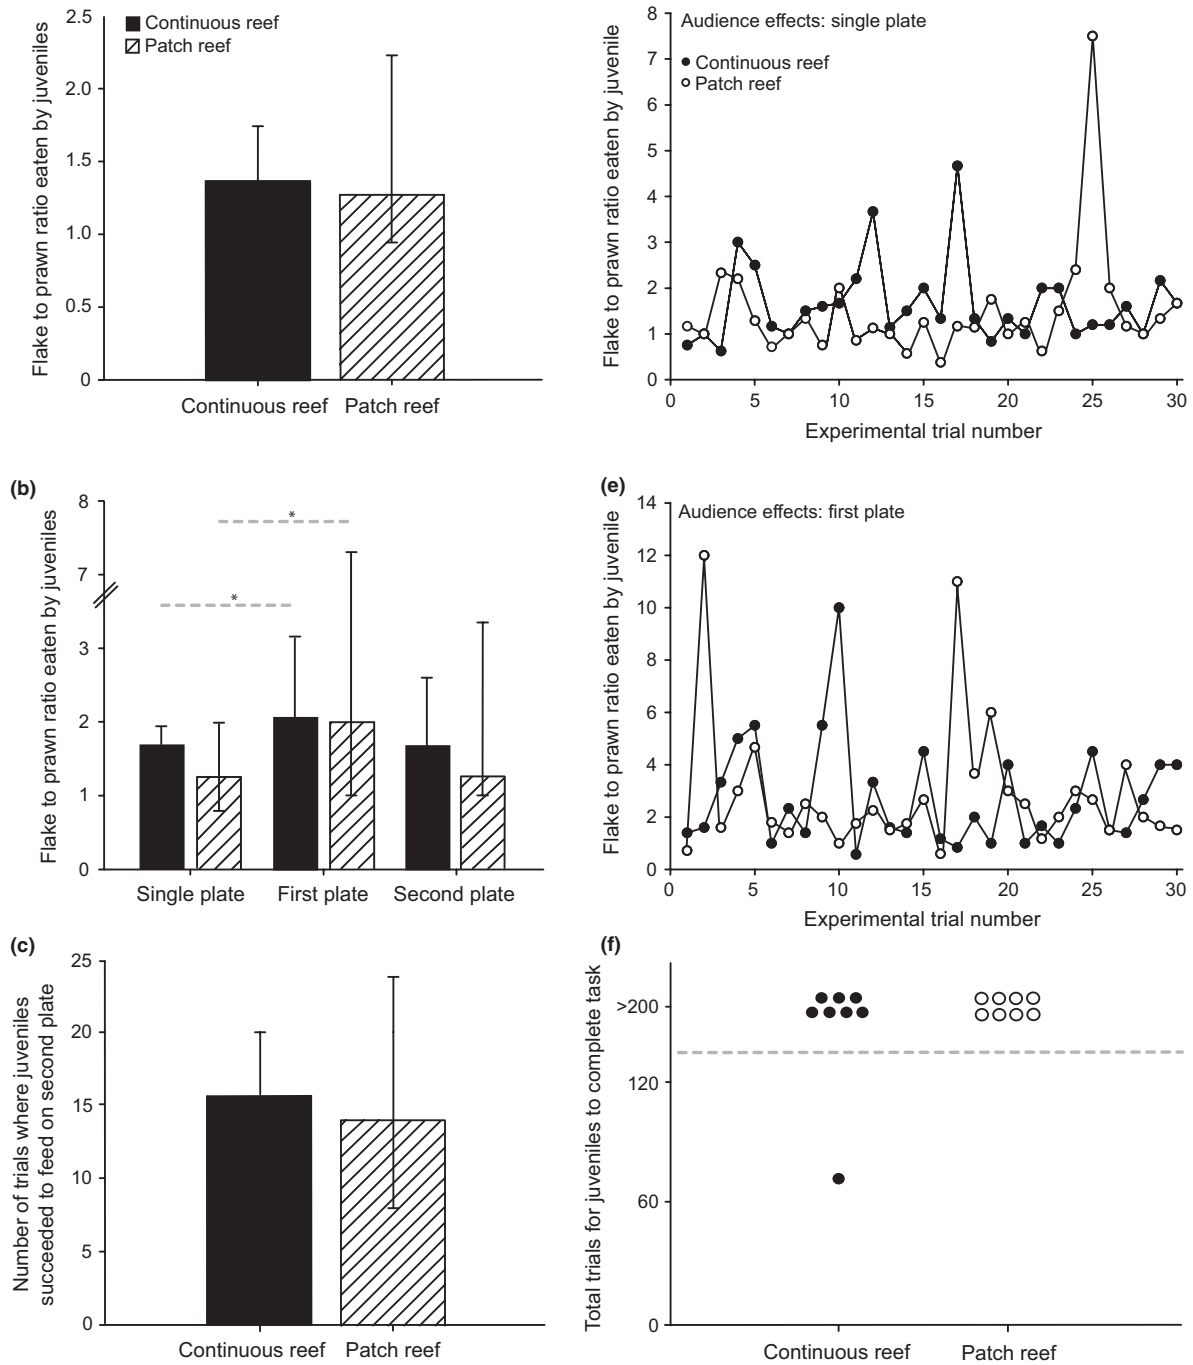 2.5
2.0
1.5
1.0
0.5
0
Flake to prawn ratio eaten by juveniles
Continuous reef
Patch reef
Continuous reef Patch reef
8
7
6
5
4
3
2
1
0
Flake to prawn ratio eaten by juvenile
Audience effects: single plate
Continuous reef
Patch reef
0 5 10 15 20 25 30
Experimental trial number
(b)
8
7
3
2
1
0
Flake to prawn ratio eaten by juveniles
*
*
Single plate First plate Second plate
(e)
14
12
10
8
6
4
2
0
Flake to prawn ratio eaten by juvenile
Audience effects: first plate
0 5 10 15 20 25 30
Experimental trial number
(c)
25
20
15
10
5
0
Number of trials where juveniles
succeeded to feed on second plate
Continuous reef Patch reef
(f)
>200
120
60
0
Total trials for juveniles to complete task
Continuous reef Patch reef